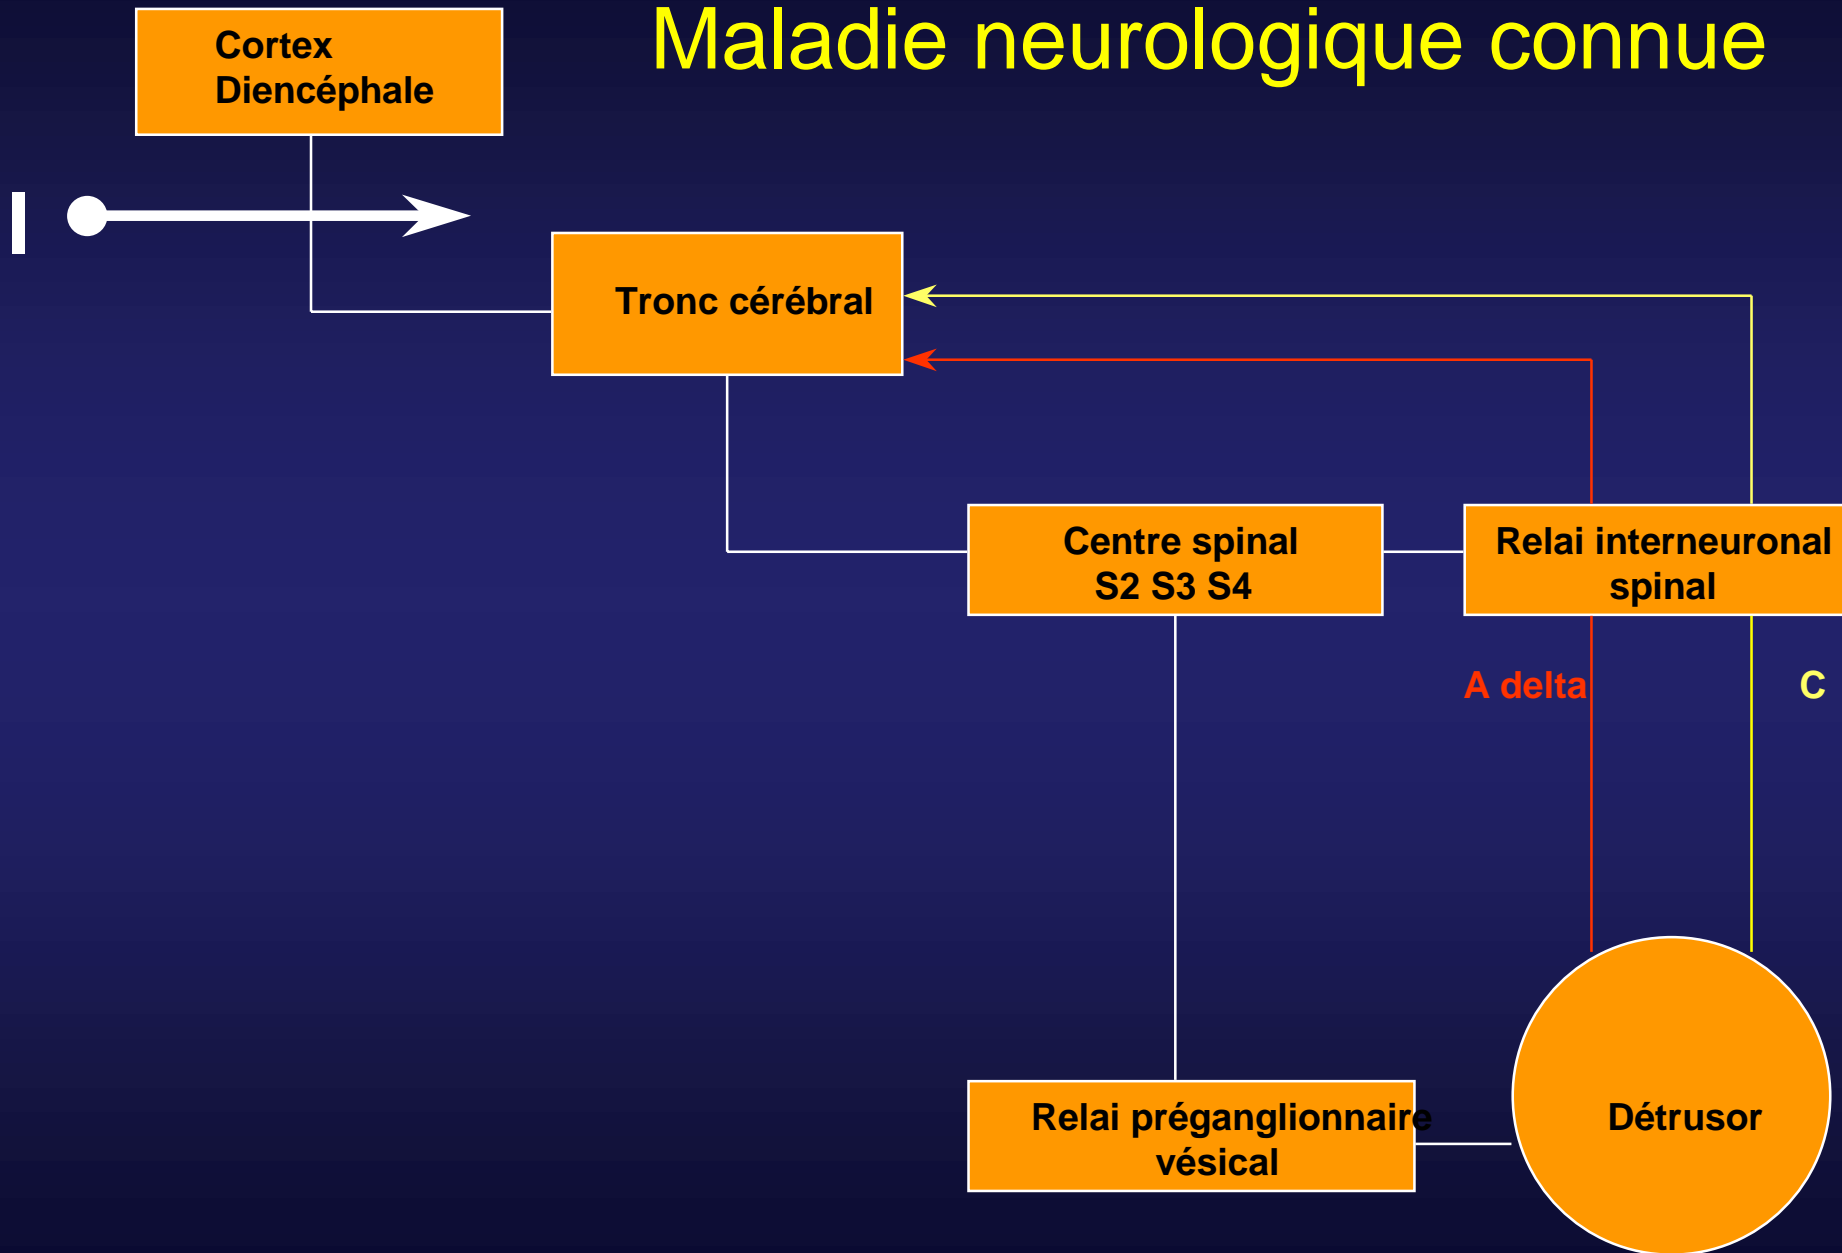 Maladie neurologique connue
Cortex
Diencéphale
I
Tronc cérébral
Centre spinal
S2 S3 S4
Relai interneuronal
spinal
A delta
C
Relai préganglionnaire
vésical
Détrusor